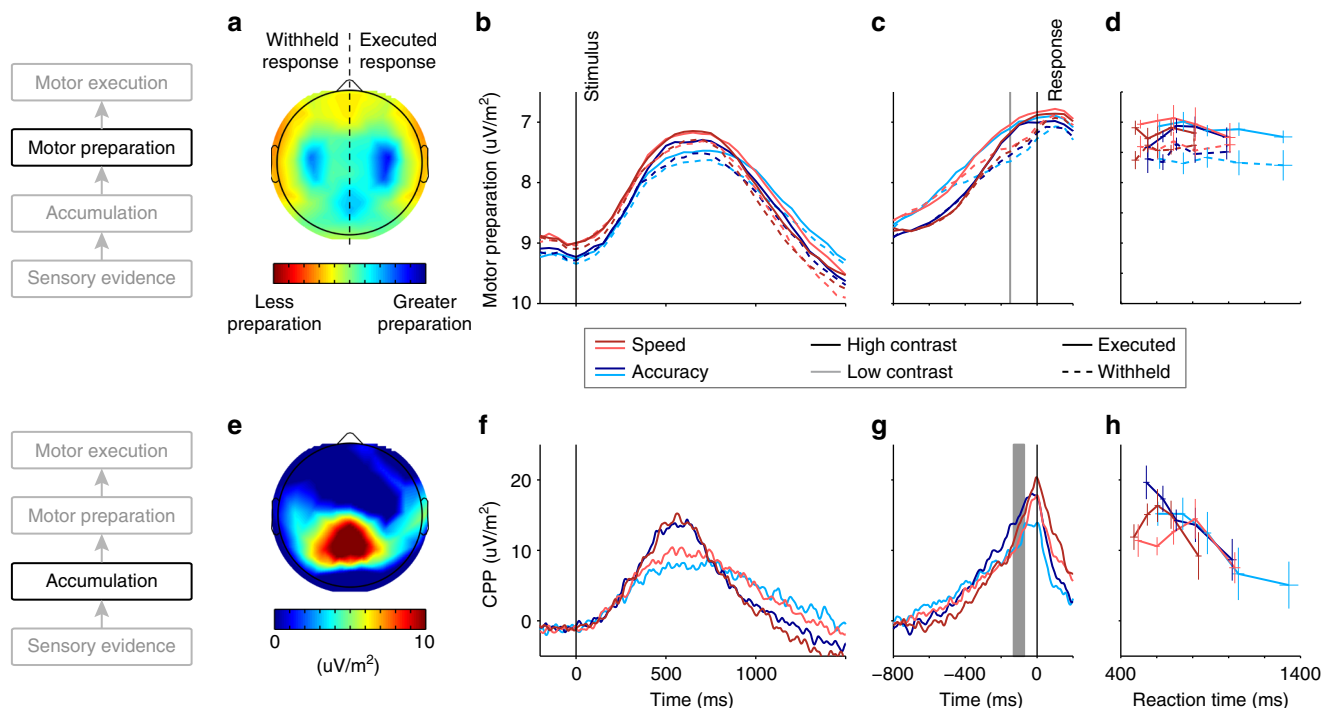 Motor execution
Motor preparation
Accumulation
Sensory evidence
a
Withheld
response
Executed
response
Less
preparation
Greater
preparation
b
Stimulus
Motor preparation (uV/m²)
7
8
9
10
0
500
1000
c
Response
d
Speed
Accuracy
High contrast
Low contrast
Executed
Withheld
Motor execution
Motor preparation
Accumulation
Sensory evidence
e
0
10
(uV/m²)
f
CPP (uV/m²)
20
10
0
0
500
1000
Time (ms)
g
−800
−400
0
Time (ms)
h
400
1400
Reaction time (ms)